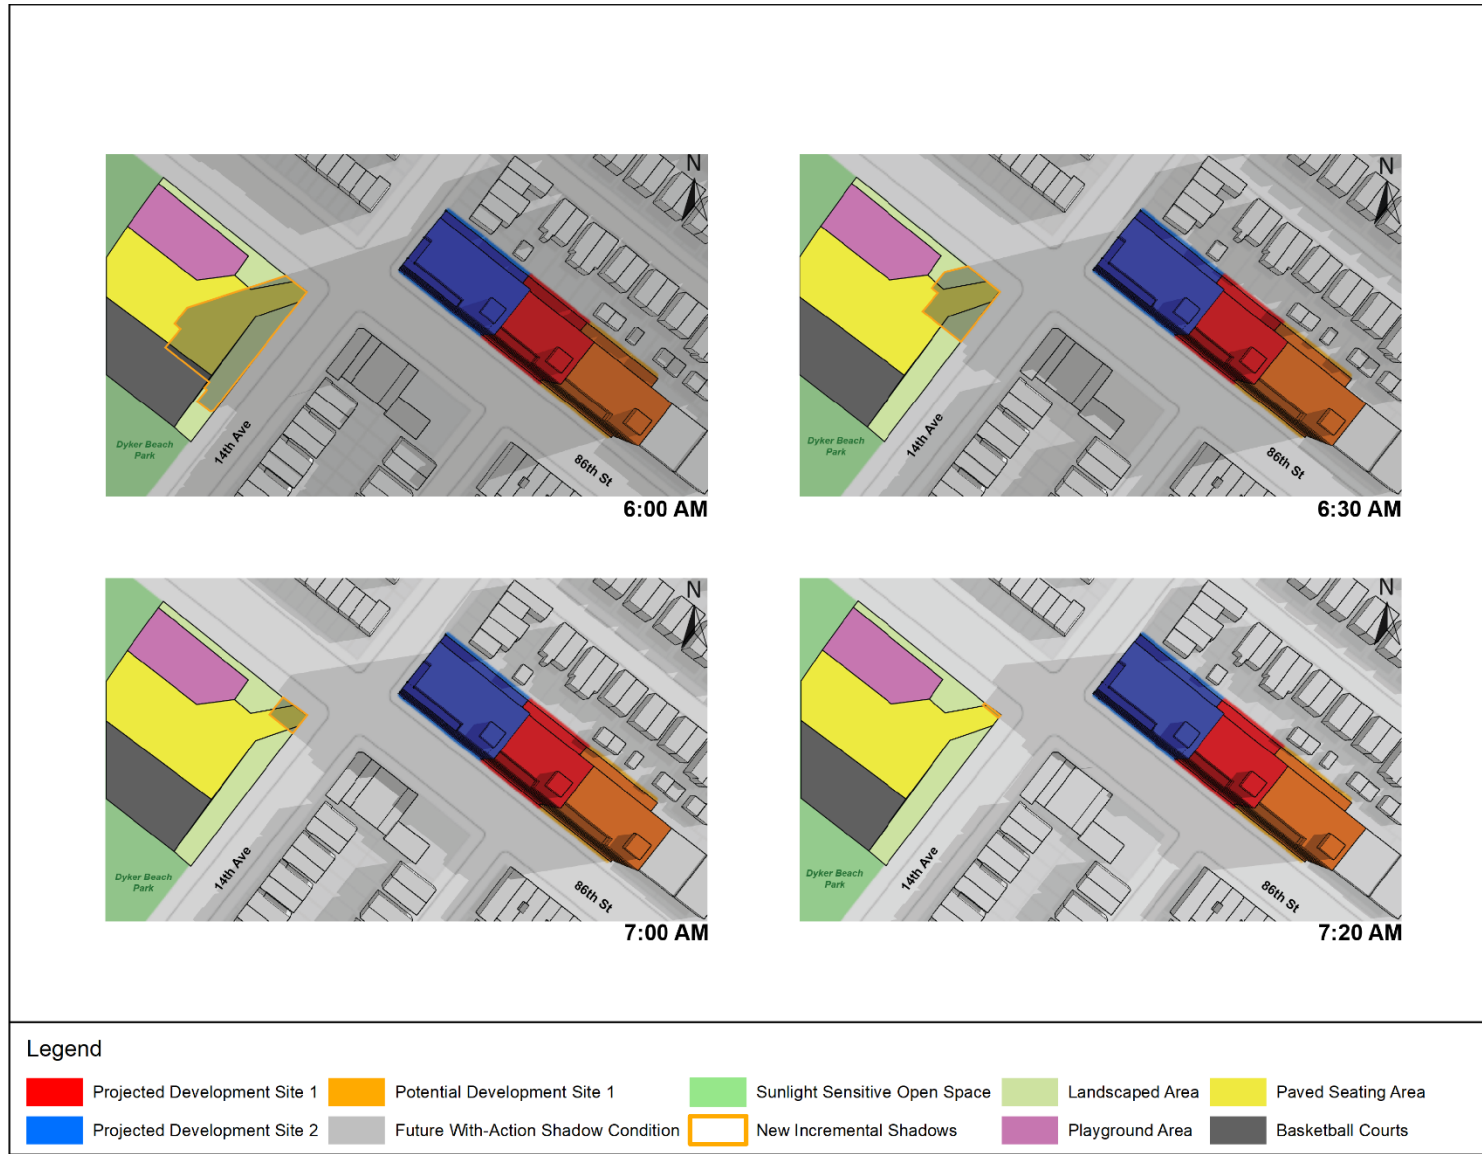 N
N
Dyker Beach
Park
14th Ave
86th St
6:00 AM
Dyker Beach
Park
14th Ave
86th St
6:30 AM
N
N
Dyker Beach
Park
14th Ave
86th St
7:00 AM
Dyker Beach
Park
14th Ave
86th St
7:20 AM
Legend
Projected Development Site 1
Potential Development Site 1
Sunlight Sensitive Open Space
Landscaped Area
Paved Seating Area
Projected Development Site 2
Future With-Action Shadow Condition
New Incremental Shadows
Playground Area
Basketball Courts